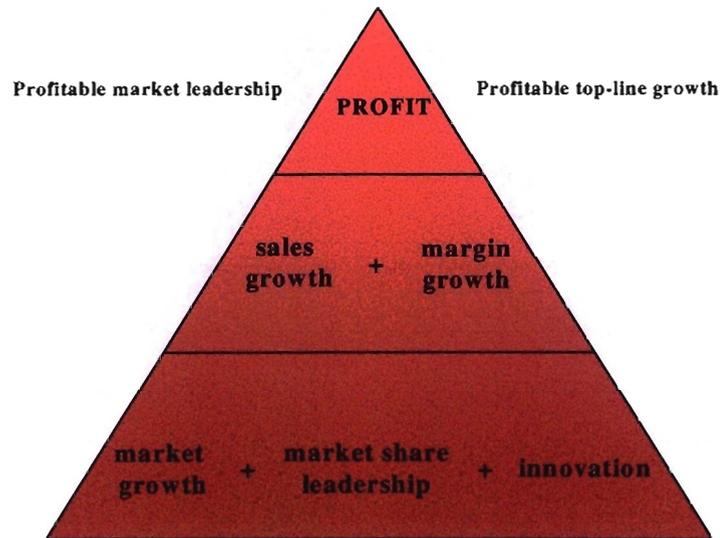 Profitable market leadership
Profitable top-line growth
PROFIT
sales growth + margin growth
market growth + market share leadership + innovation